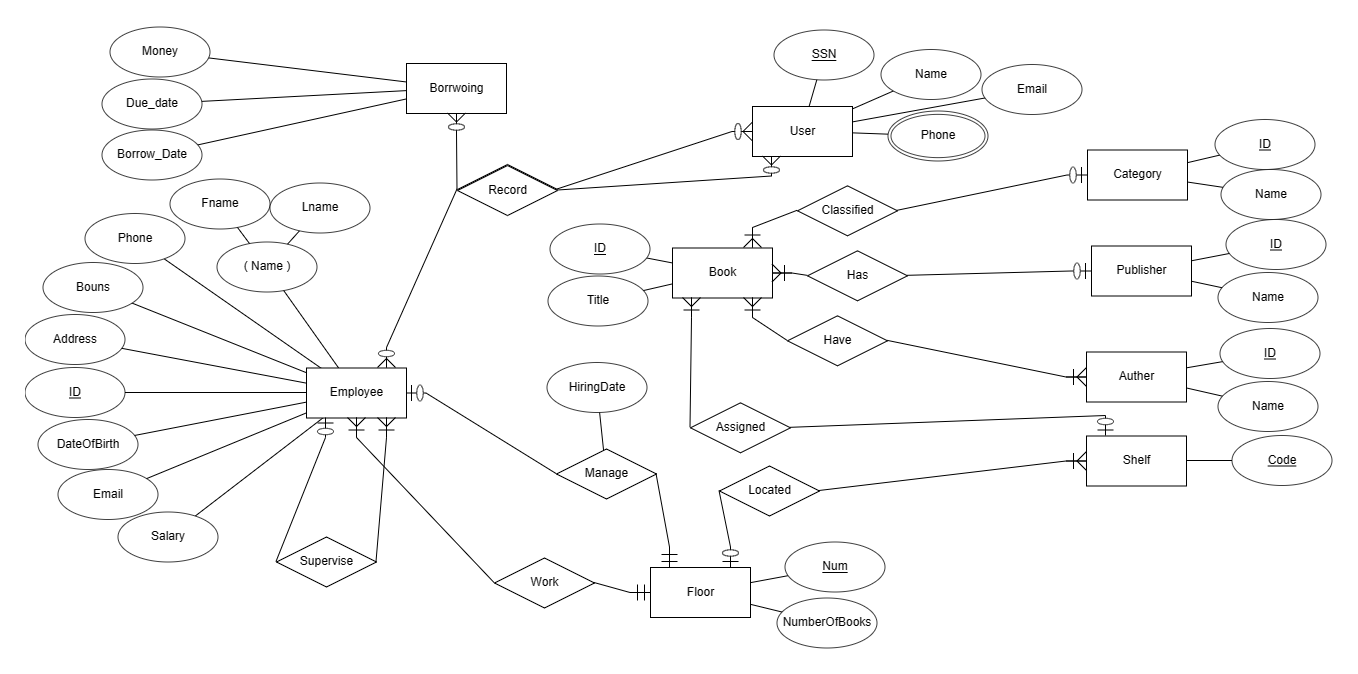 Money
Due_date
Borrow_Date
Borrwoing
SSN
Name
Email
Phone
User
Record
Fname
Lname
( Name )
Phone
Bouns
Address
ID
DateOfBirth
Email
Salary
Employee
Supervise
HiringDate
Manage
Work
Floor
Num
NumberOfBooks
Located
Assigned
Shelf
Code
ID
Title
Book
Classified
Category
ID
Name
Has
Publisher
ID
Name
Have
Auther
ID
Name